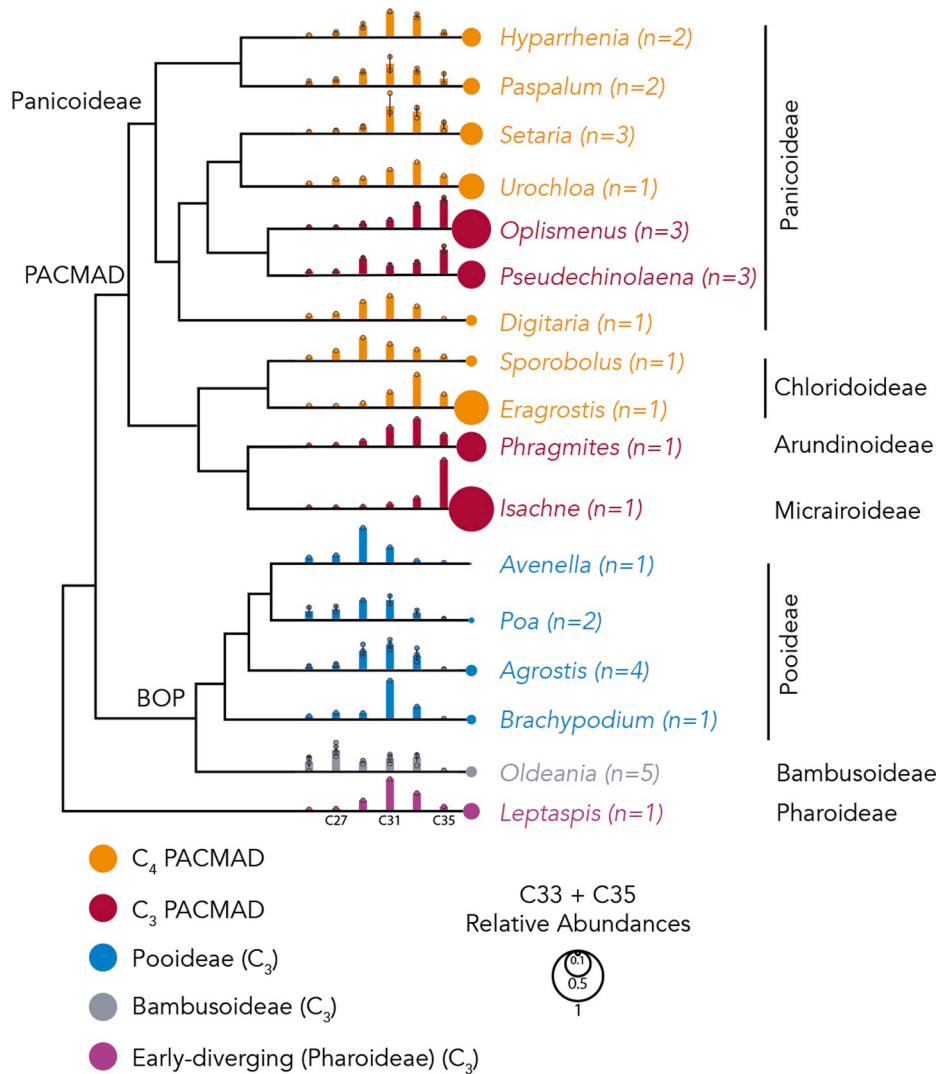 Hyparrhenia (n=2)
Paspalum (n=2)
Panicoideae
Setaria (n=3)
Urochloa (n=1)
Panicoideae
Oplismenus (n=3)
PACMAD
Pseudechinolaena (n=3)
Digitaria (n=1)
Sporobolus (n=1)
Chloridoideae
Eragrostis (n=1)
Phragmites (n=1)
Arundinoideae
Isachne (n=1)
Micrairoideae
Avenella (n=1)
Poa (n=2)
Pooideae
Agrostis (n=4)
BOP
Brachypodium (n=1)
Oldeania (n=5)
Bambusoideae
Leptaspis (n=1)
Pharoideae
C27 C31 C35
C₄ PACMAD
C₃ PACMAD
Pooideae (C₃)
Bambusoideae (C₃)
Early-diverging (Pharoideae) (C₃)
C33 + C35
Relative Abundances
0.1
0.5
1